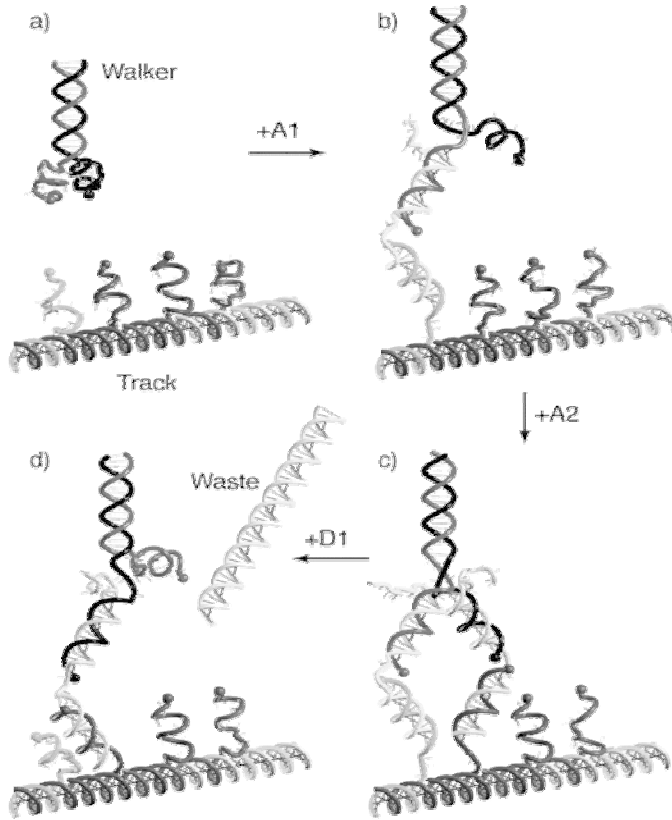 a)
Walker
+A1
b)
Track
+A2
d)
Waste
+D1
c)